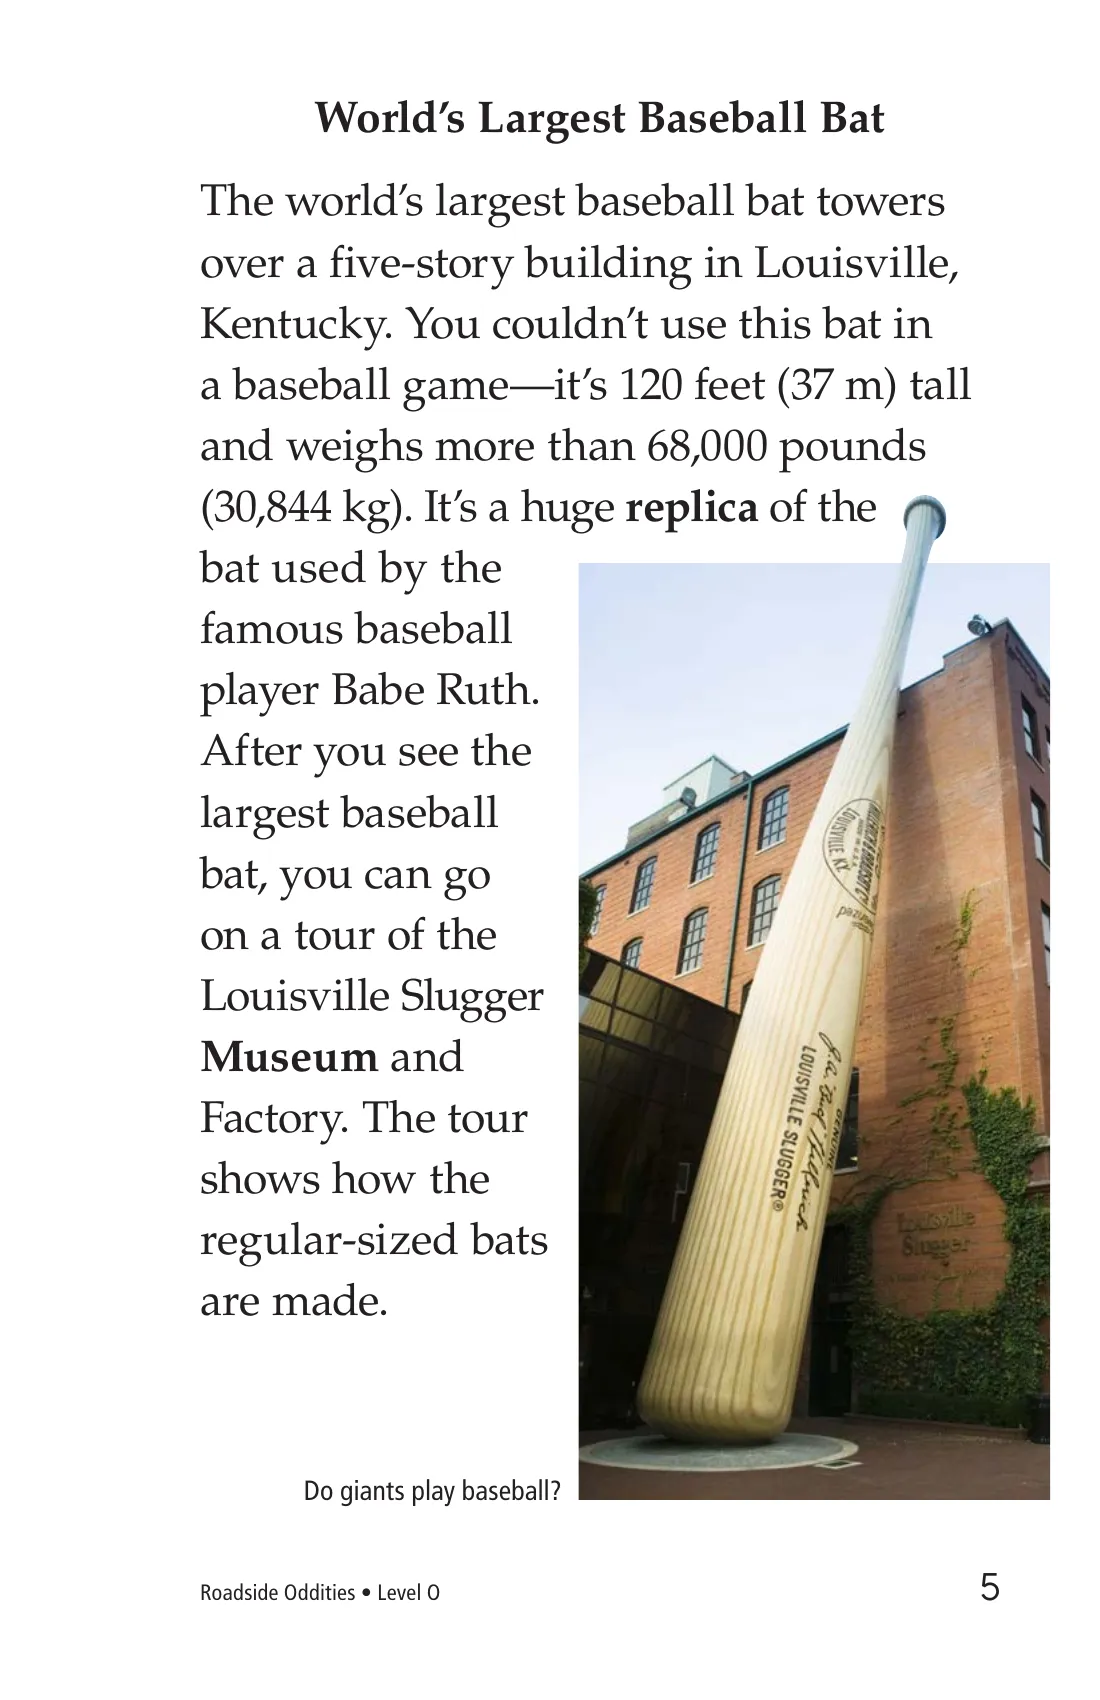 World’s Largest Baseball Bat
The world’s largest baseball bat towers
over a five-story building in Louisville,
Kentucky. You couldn’t use this bat in
a baseball game—it’s 120 feet (37 m) tall
and weighs more than 68,000 pounds
(30,844 kg). It’s a huge replica of the
bat used by the
famous baseball
player Babe Ruth.
After you see the
largest baseball
bat, you can go
on a tour of the
Louisville Slugger
Museum and
Factory. The tour
shows how the
regular-sized bats
are made.
LOUISVILLE, KY
MADE IN U.S.A.
GENUINE
J.A. "Bud" Hillerich
LOUISVILLE SLUGGER®
Louisville
Slugger
Do giants play baseball?
Roadside Oddities • Level O
5